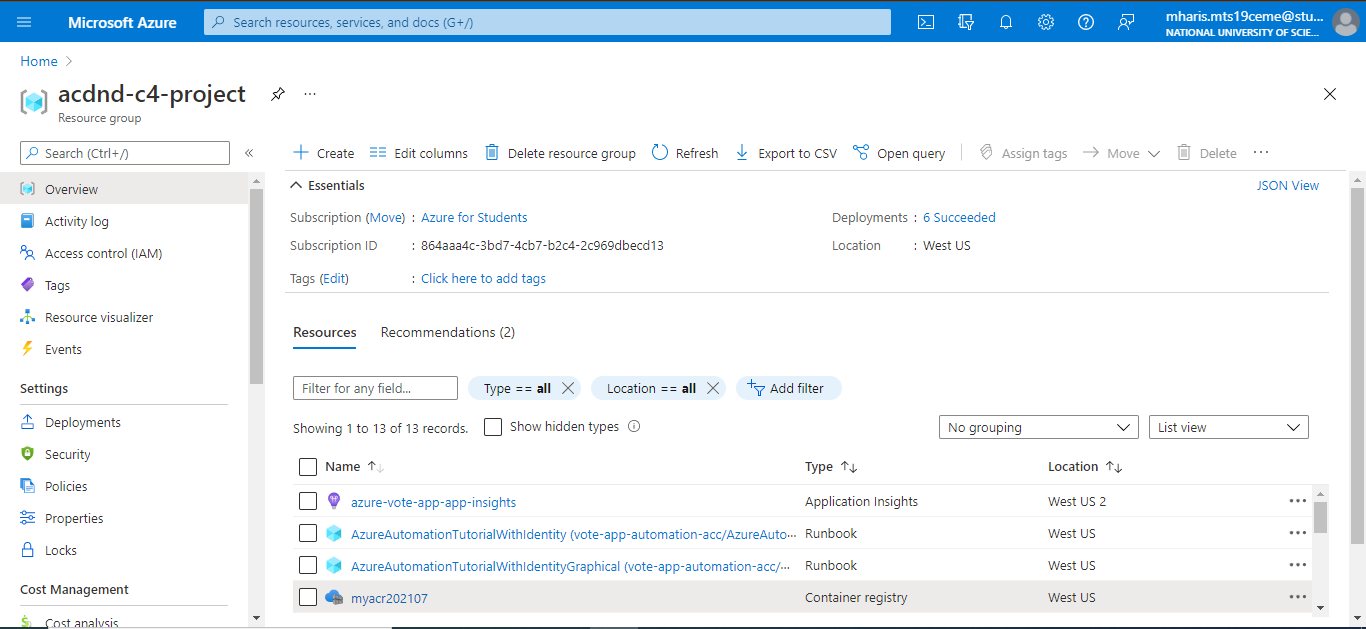 Microsoft Azure
Search resources, services, and docs (G+/)
mharis.mts19ceme@stu...
NATIONAL UNIVERSITY OF SCIE...
Home
acdnd-c4-project
Resource group
Search (Ctrl+/)
Overview
Activity log
Access control (IAM)
Tags
Resource visualizer
Events
Settings
Deployments
Security
Policies
Properties
Locks
Cost Management
Cost analysis
Create Edit columns Delete resource group Refresh Export to CSV Open query Assign tags Move Delete
Essentials
JSON View
Subscription (Move) : Azure for Students
Deployments : 6 Succeeded
Subscription ID : 864aaa4c-3bd7-4cb7-b2c4-2c969dbecd13
Location : West US
Tags (Edit) : Click here to add tags
Resources Recommendations (2)
Filter for any field... Type == all Location == all Add filter
Showing 1 to 13 of 13 records. Show hidden types No grouping List view
Name Type Location
azure-vote-app-app-insights Application Insights West US 2
AzureAutomationTutorialWithIdentity (vote-app-automation-acc/AzureAuto... Runbook West US
AzureAutomationTutorialWithIdentityGraphical (vote-app-automation-acc/... Runbook West US
myacr202107 Container registry West US